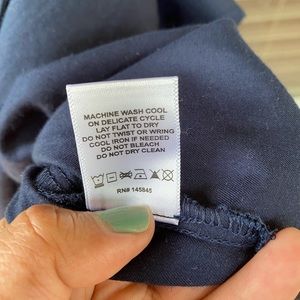 MACHINE WASH COOL
ON DELICATE CYCLE
LAY FLAT TO DRY
DO NOT TWIST OR WRING
COOL IRON IF NEEDED
DO NOT BLEACH
DO NOT DRY CLEAN
RN# 145845